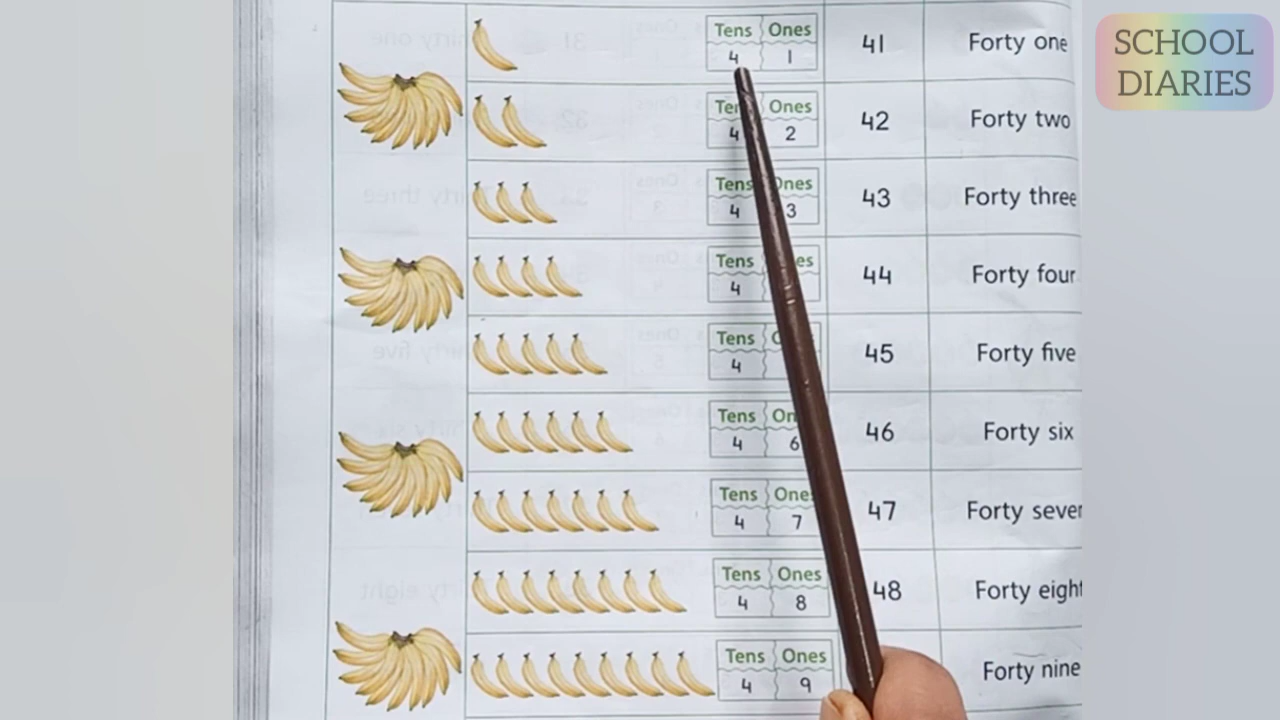 SCHOOL
DIARIES
Tens Ones
4 1
41
Forty one
Tens Ones
4 2
42
Forty two
Tens Ones
4 3
43
Forty three
Tens
4
44
Forty four
Tens
4
45
Forty five
Tens
4 6
46
Forty six
Tens Ones
4 7
47
Forty seven
Tens Ones
4 8
48
Forty eight
Tens Ones
4 9
Forty nine